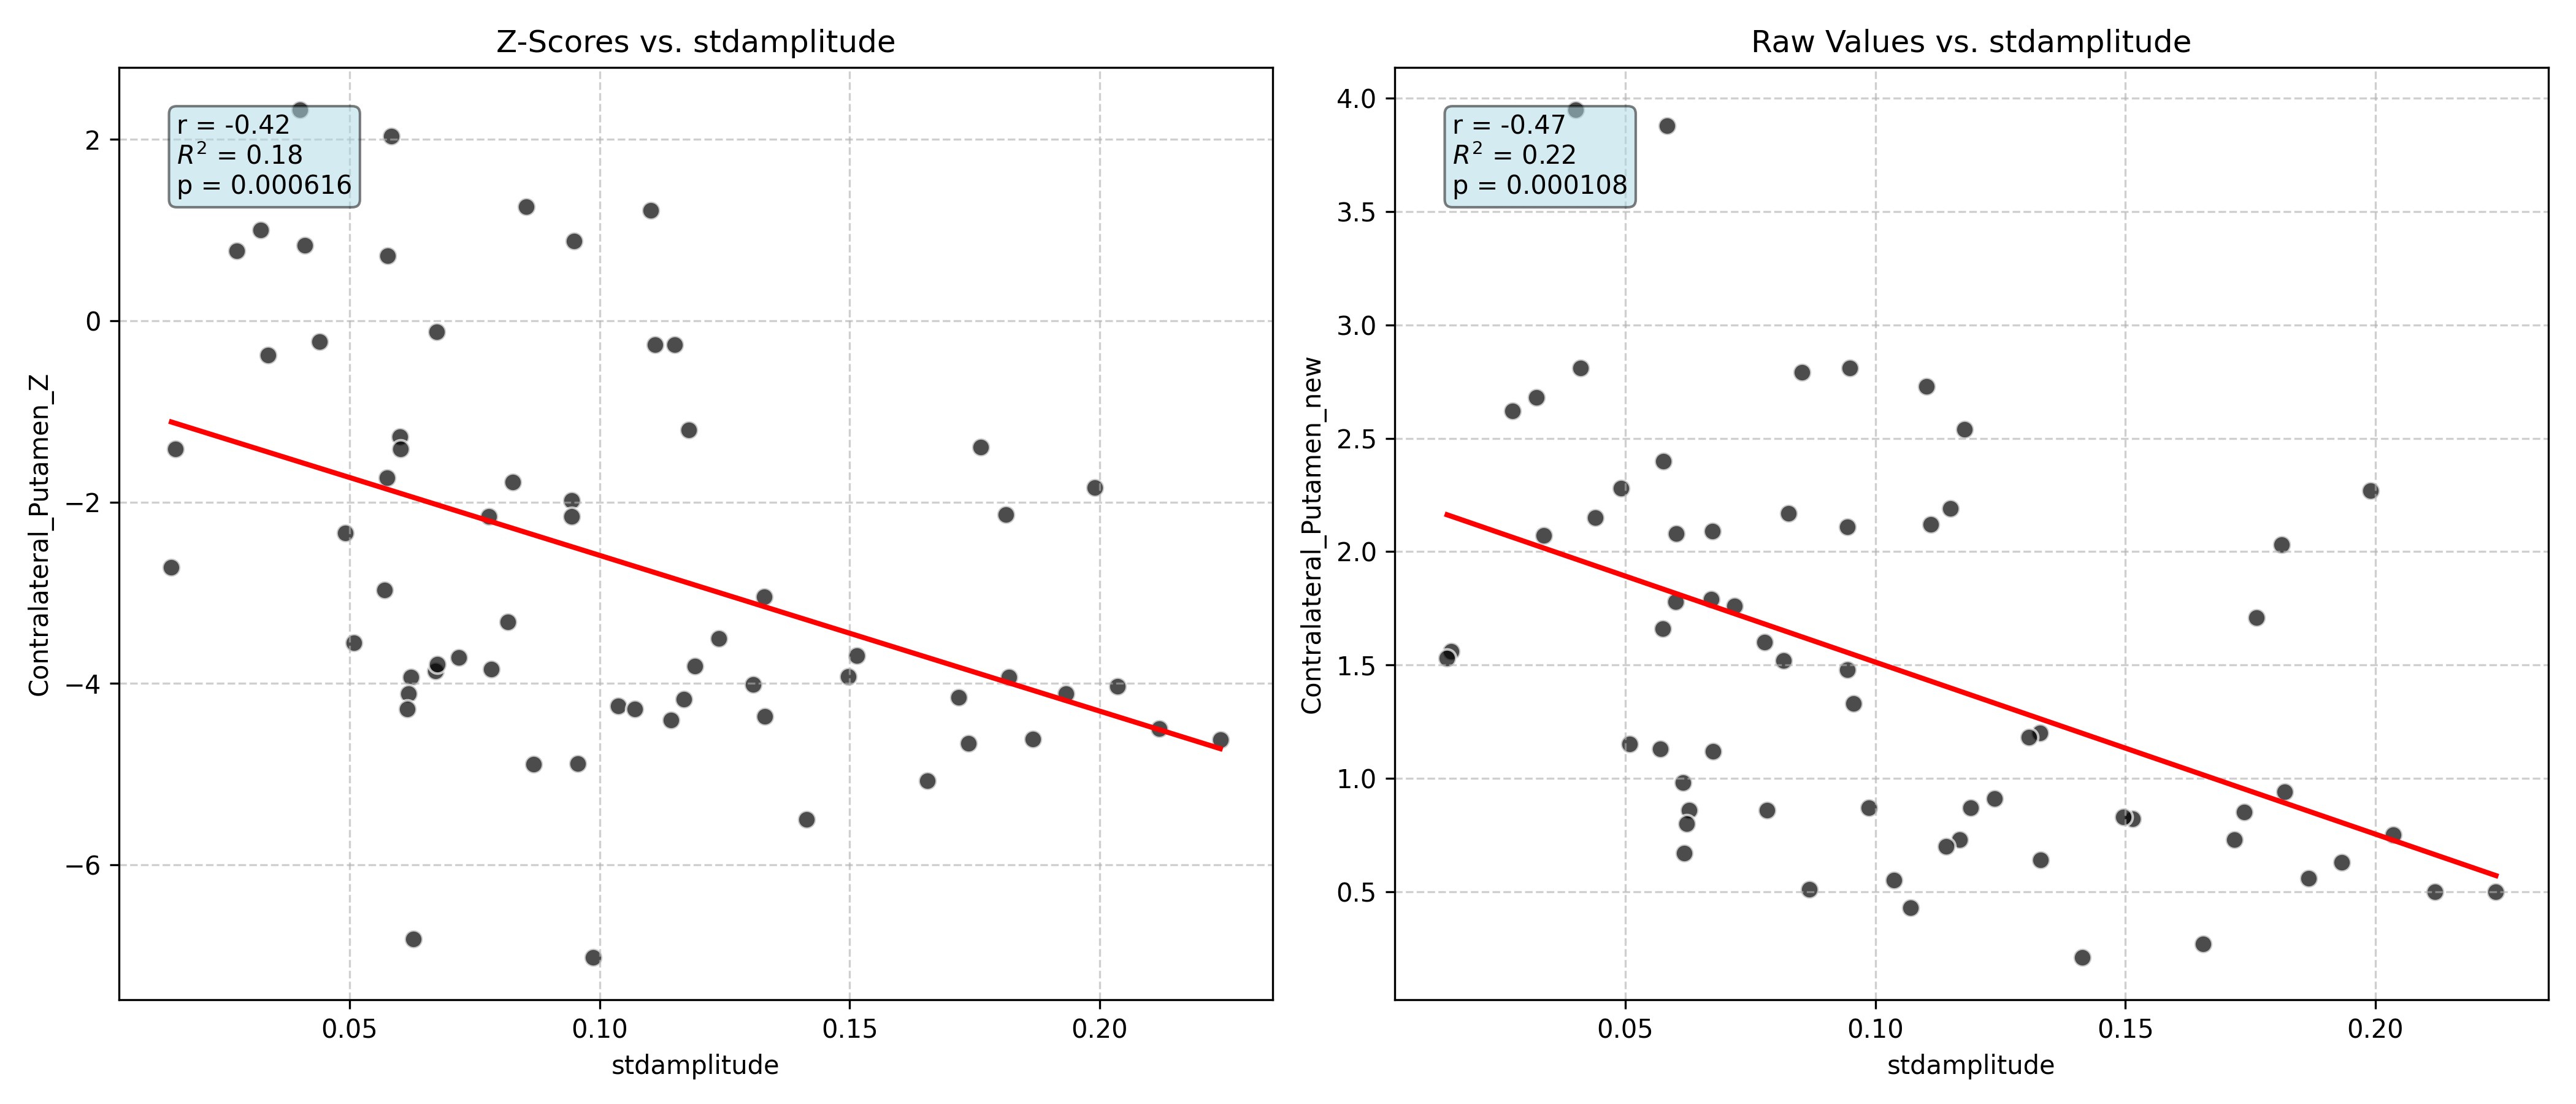 Z-Scores vs. stdamplitude
r = -0.42
R² = 0.18
p = 0.000616
2
0
−2
−4
−6
Contralateral_Putamen_Z
0.05
0.10
0.15
0.20
stdamplitude
Raw Values vs. stdamplitude
r = -0.47
R² = 0.22
p = 0.000108
4.0
3.5
3.0
2.5
2.0
1.5
1.0
0.5
Contralateral_Putamen_new
0.05
0.10
0.15
0.20
stdamplitude